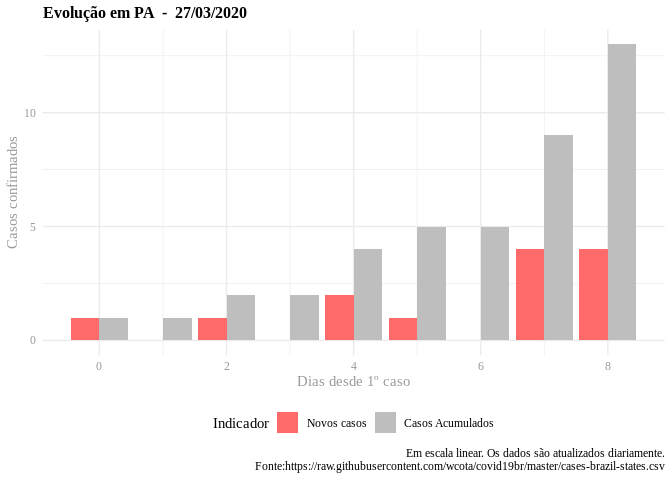 Evolução em PA  -  27/03/2020
Casos confirmados
10
5
0
0 2 4 6 8
Dias desde 1º caso
Indicador Novos casos Casos Acumulados
Em escala linear. Os dados são atualizados diariamente.
Fonte:https://raw.githubusercontent.com/wcota/covid19br/master/cases-brazil-states.csv